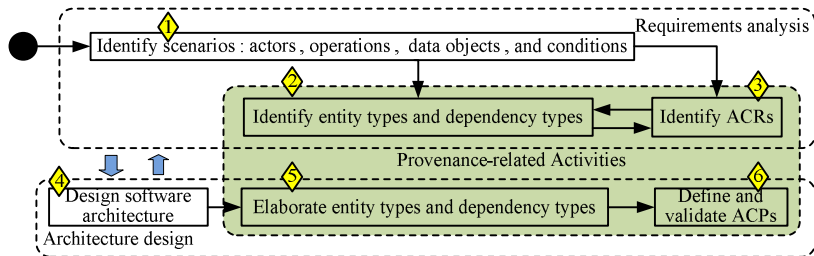 1
Requirements analysis
Identify scenarios : actors , operations , data objects , and conditions
2
3
Identify entity types and dependency types
Identify ACRs
Provenance-related Activities
4
5
6
Design software
architecture
Elaborate entity types and dependency types
Define and
validate ACPs
Architecture design